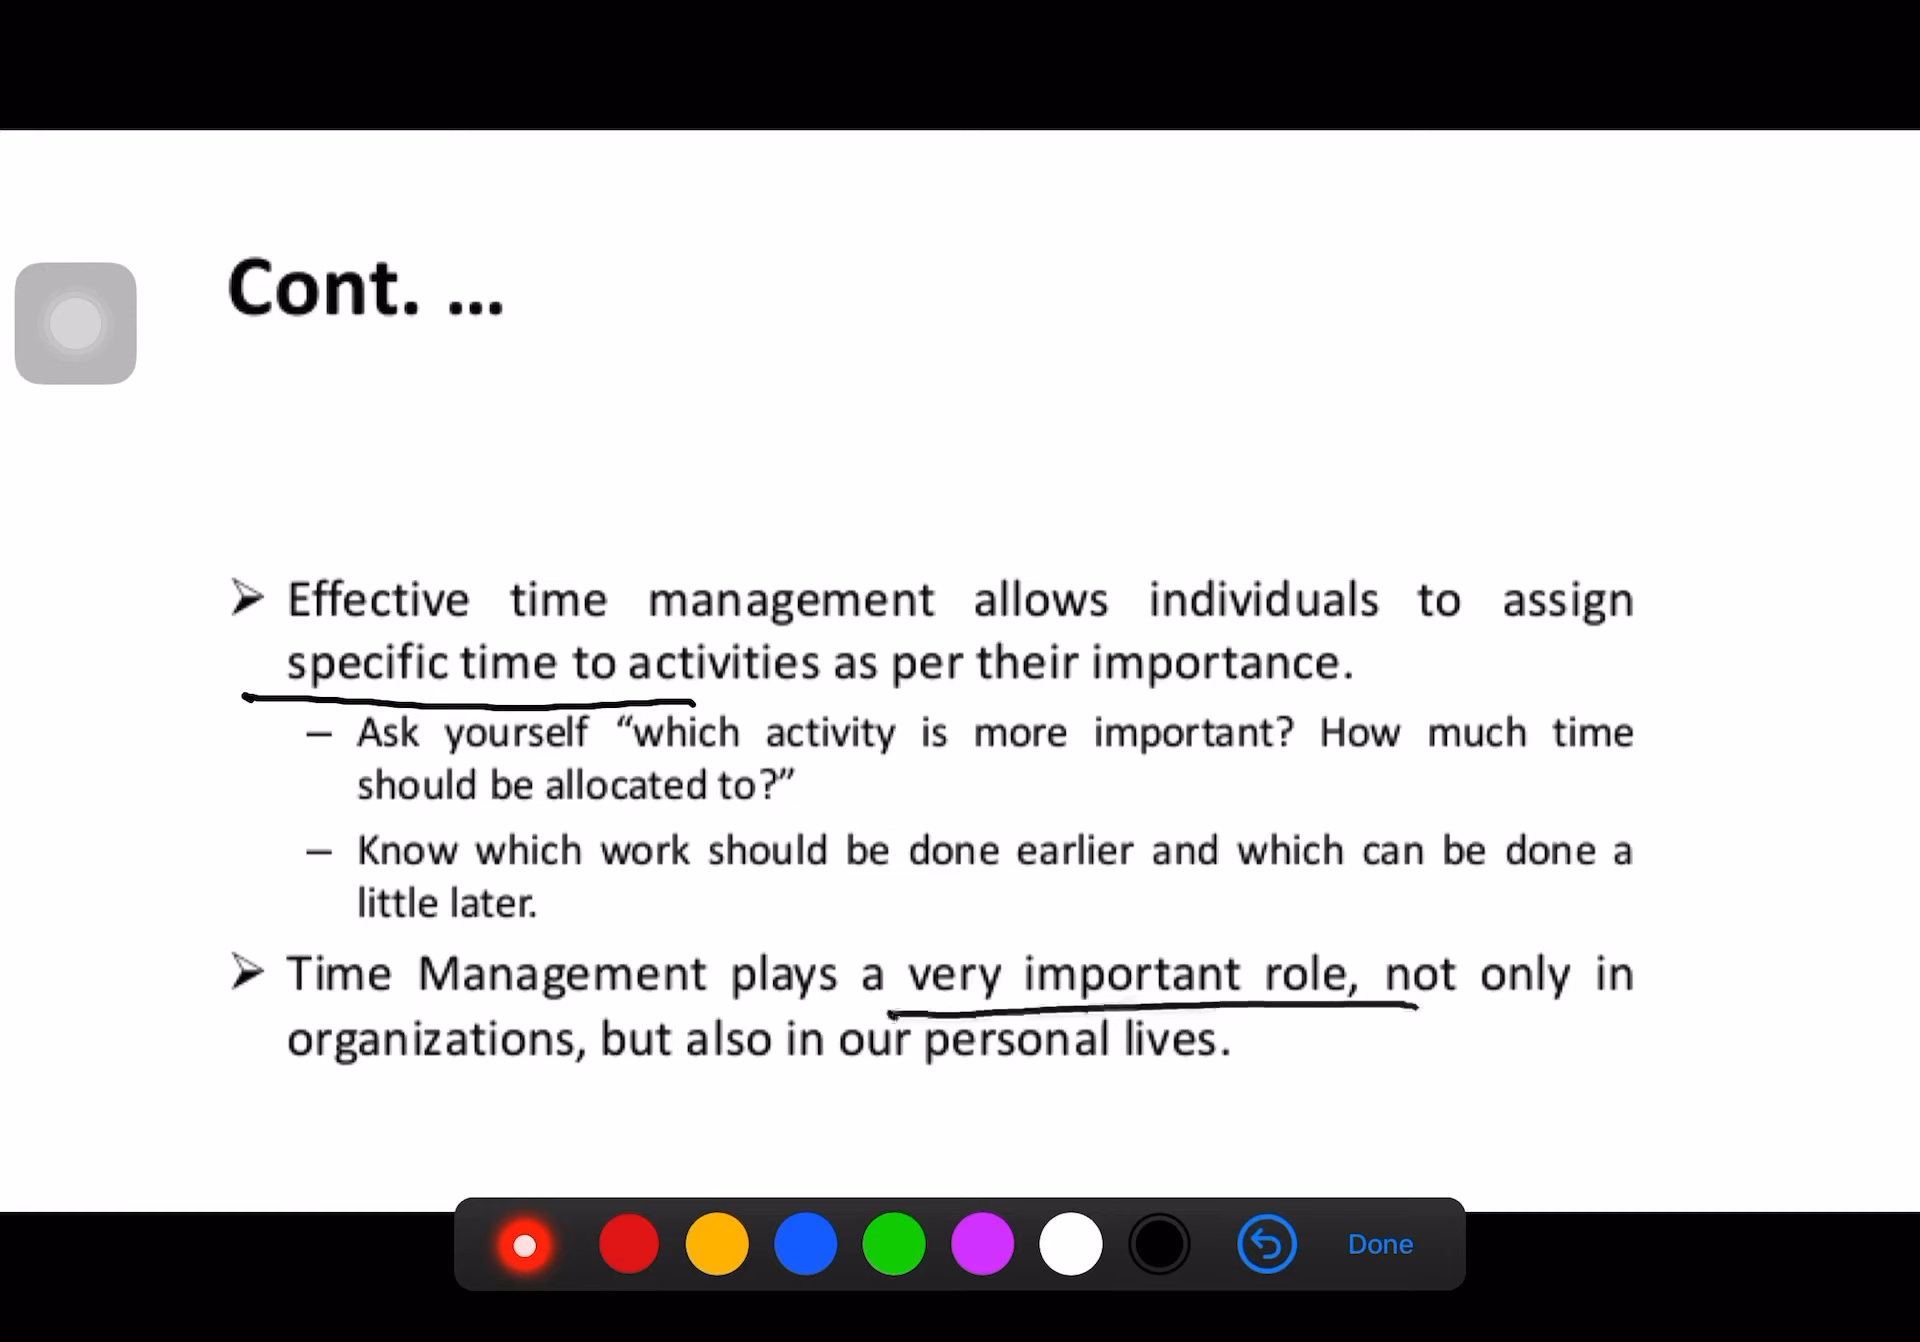 Cont. ...
➢ Effective time management allows individuals to assign
specific time to activities as per their importance.
– Ask yourself “which activity is more important? How much time
should be allocated to?”
– Know which work should be done earlier and which can be done a
little later.
➢ Time Management plays a very important role, not only in
organizations, but also in our personal lives.
Done